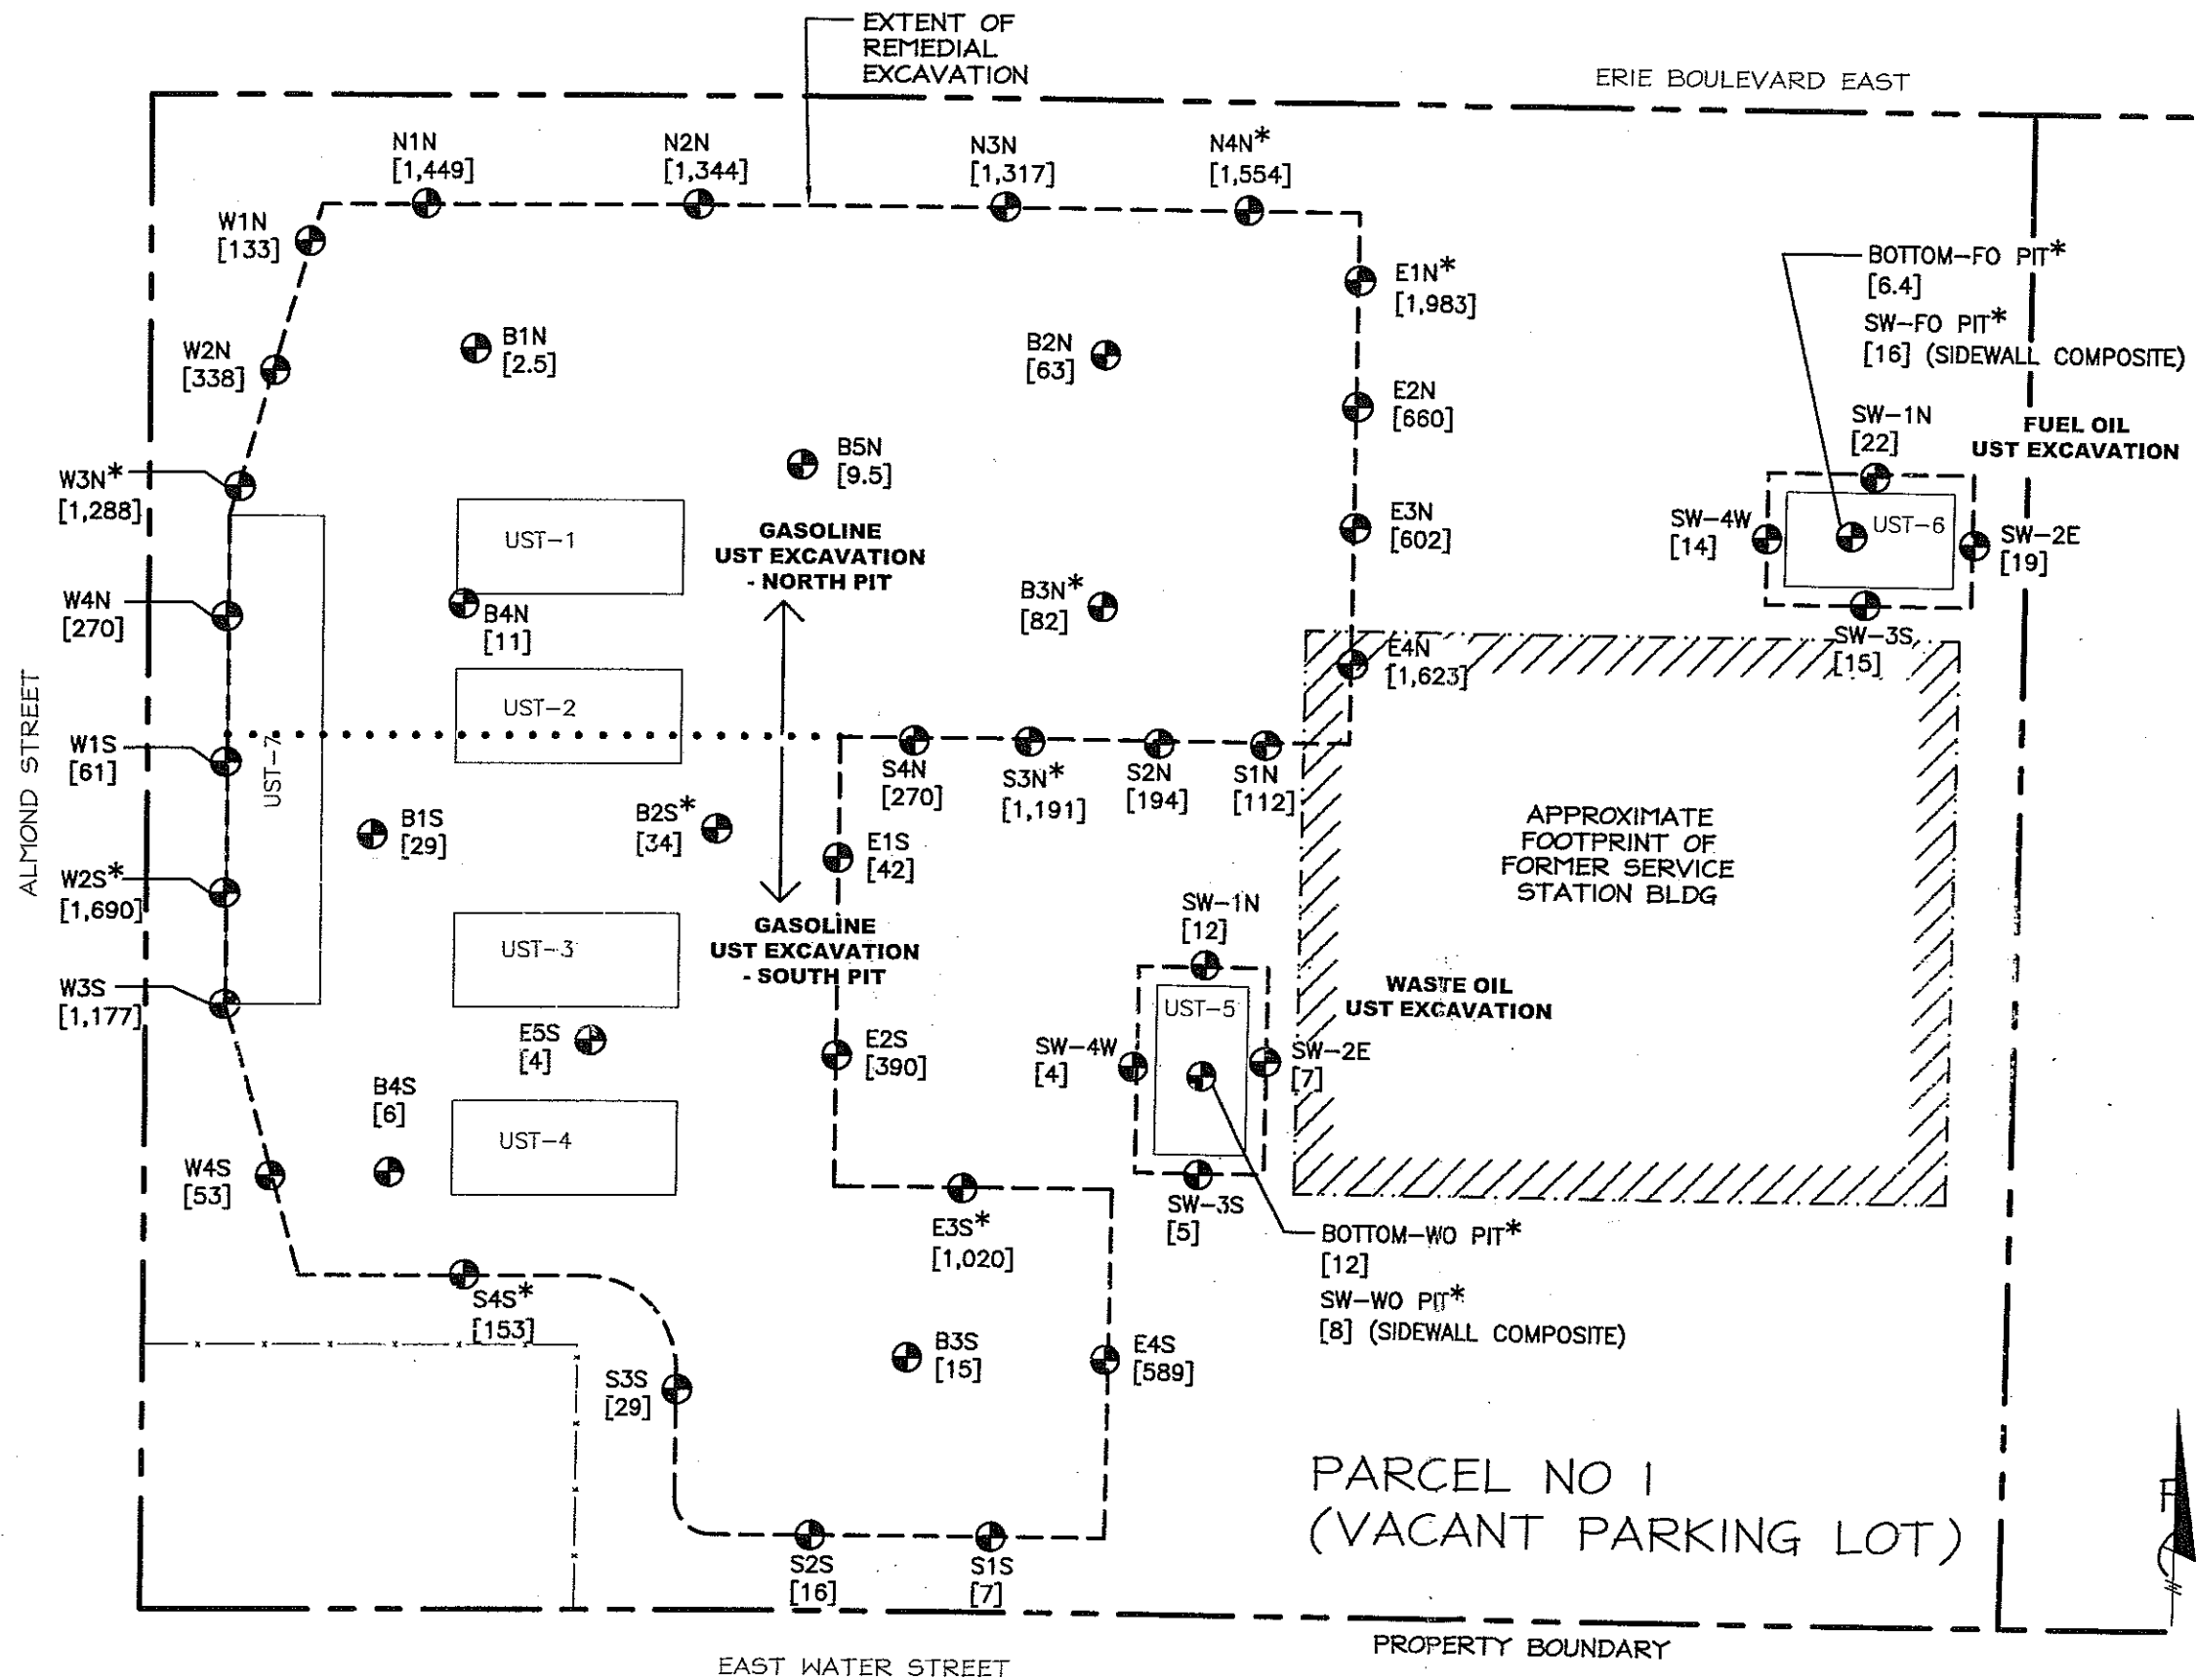 EXTENT OF
REMEDIAL
EXCAVATION
ERIE BOULEVARD EAST
N1N
[1,449]
N2N
[1,344]
N3N
[1,317]
N4N*
[1,554]
W1N
[133]
E1N*
[1,983]
BOTTOM-FO PIT*
[6.4]
SW-FO PIT*
[16] (SIDEWALL COMPOSITE)
W2N
[338]
B1N
[2.5]
B2N
[63]
E2N
[660]
SW-1N
[22]
FUEL OIL
UST EXCAVATION
W3N*
[1,288]
B5N
[9.5]
UST-1
GASOLINE
UST EXCAVATION
- NORTH PIT
E3N
[602]
SW-4W
[14]
UST-6
SW-2E
[19]
W4N
[270]
B4N
[11]
B3N*
[82]
SW-3S
[15]
E4N
[1,623]
ALMOND STREET
UST-2
W1S
[61]
UST-7
S4N
[270]
S3N*
[1,191]
S2N
[194]
S1N
[112]
B1S
[29]
B2S*
[34]
E1S
[42]
APPROXIMATE
FOOTPRINT OF
FORMER SERVICE
STATION BLDG
W2S*
[1,690]
UST-3
GASOLINE
UST EXCAVATION
- SOUTH PIT
SW-1N
[12]
W3S
[1,177]
UST-5
WASTE OIL
UST EXCAVATION
E5S
[4]
E2S
[390]
SW-4W
[4]
SW-2E
[7]
B4S
[6]
UST-4
W4S
[53]
E3S*
[1,020]
SW-3S
[5]
BOTTOM-WO PIT*
[12]
SW-WO PIT*
[8] (SIDEWALL COMPOSITE)
S4S*
[153]
S3S
[29]
B3S
[15]
E4S
[589]
PARCEL NO 1
(VACANT PARKING LOT)
S2S
[16]
S1S
[7]
PROPERTY BOUNDARY
EAST WATER STREET